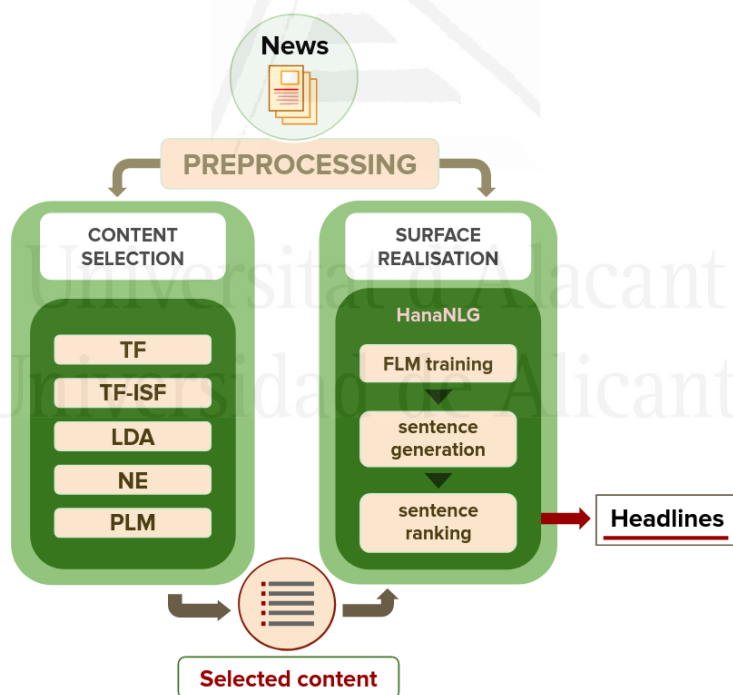 News
PREPROCESSING
CONTENT
SELECTION
TF
TF-ISF
LDA
NE
PLM
SURFACE
REALISATION
HanaNLG
FLM training
sentence
generation
sentence
ranking
Headlines
Selected content
Universitat d'Alacant
Universidad de Alicante